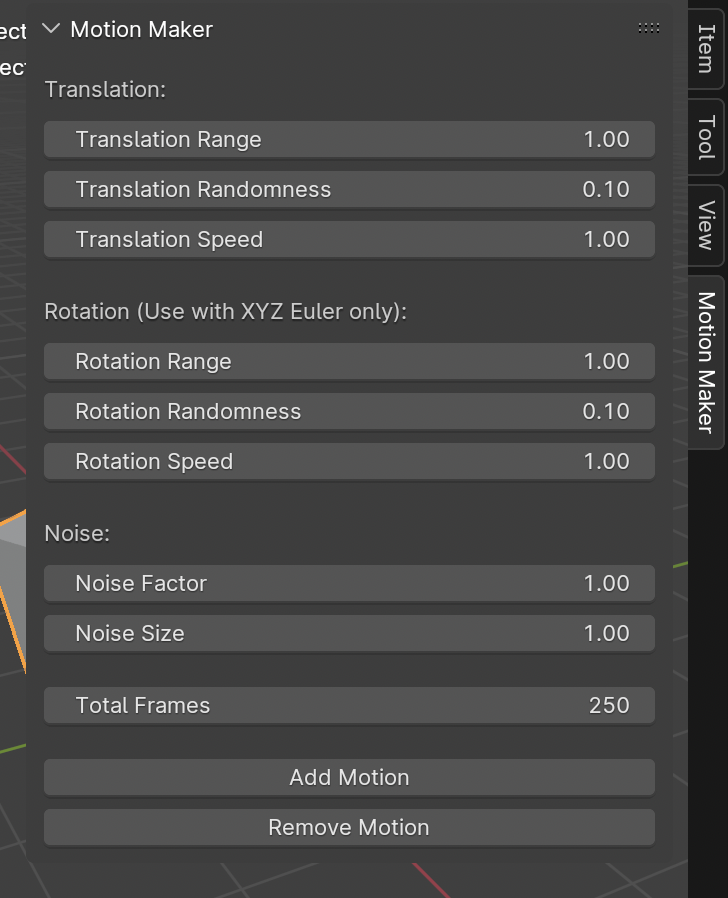 Motion Maker
Translation:
Translation Range 1.00
Translation Randomness 0.10
Translation Speed 1.00
Rotation (Use with XYZ Euler only):
Rotation Range 1.00
Rotation Randomness 0.10
Rotation Speed 1.00
Noise:
Noise Factor 1.00
Noise Size 1.00
Total Frames 250
Add Motion
Remove Motion
Item
Tool
View
Motion Maker